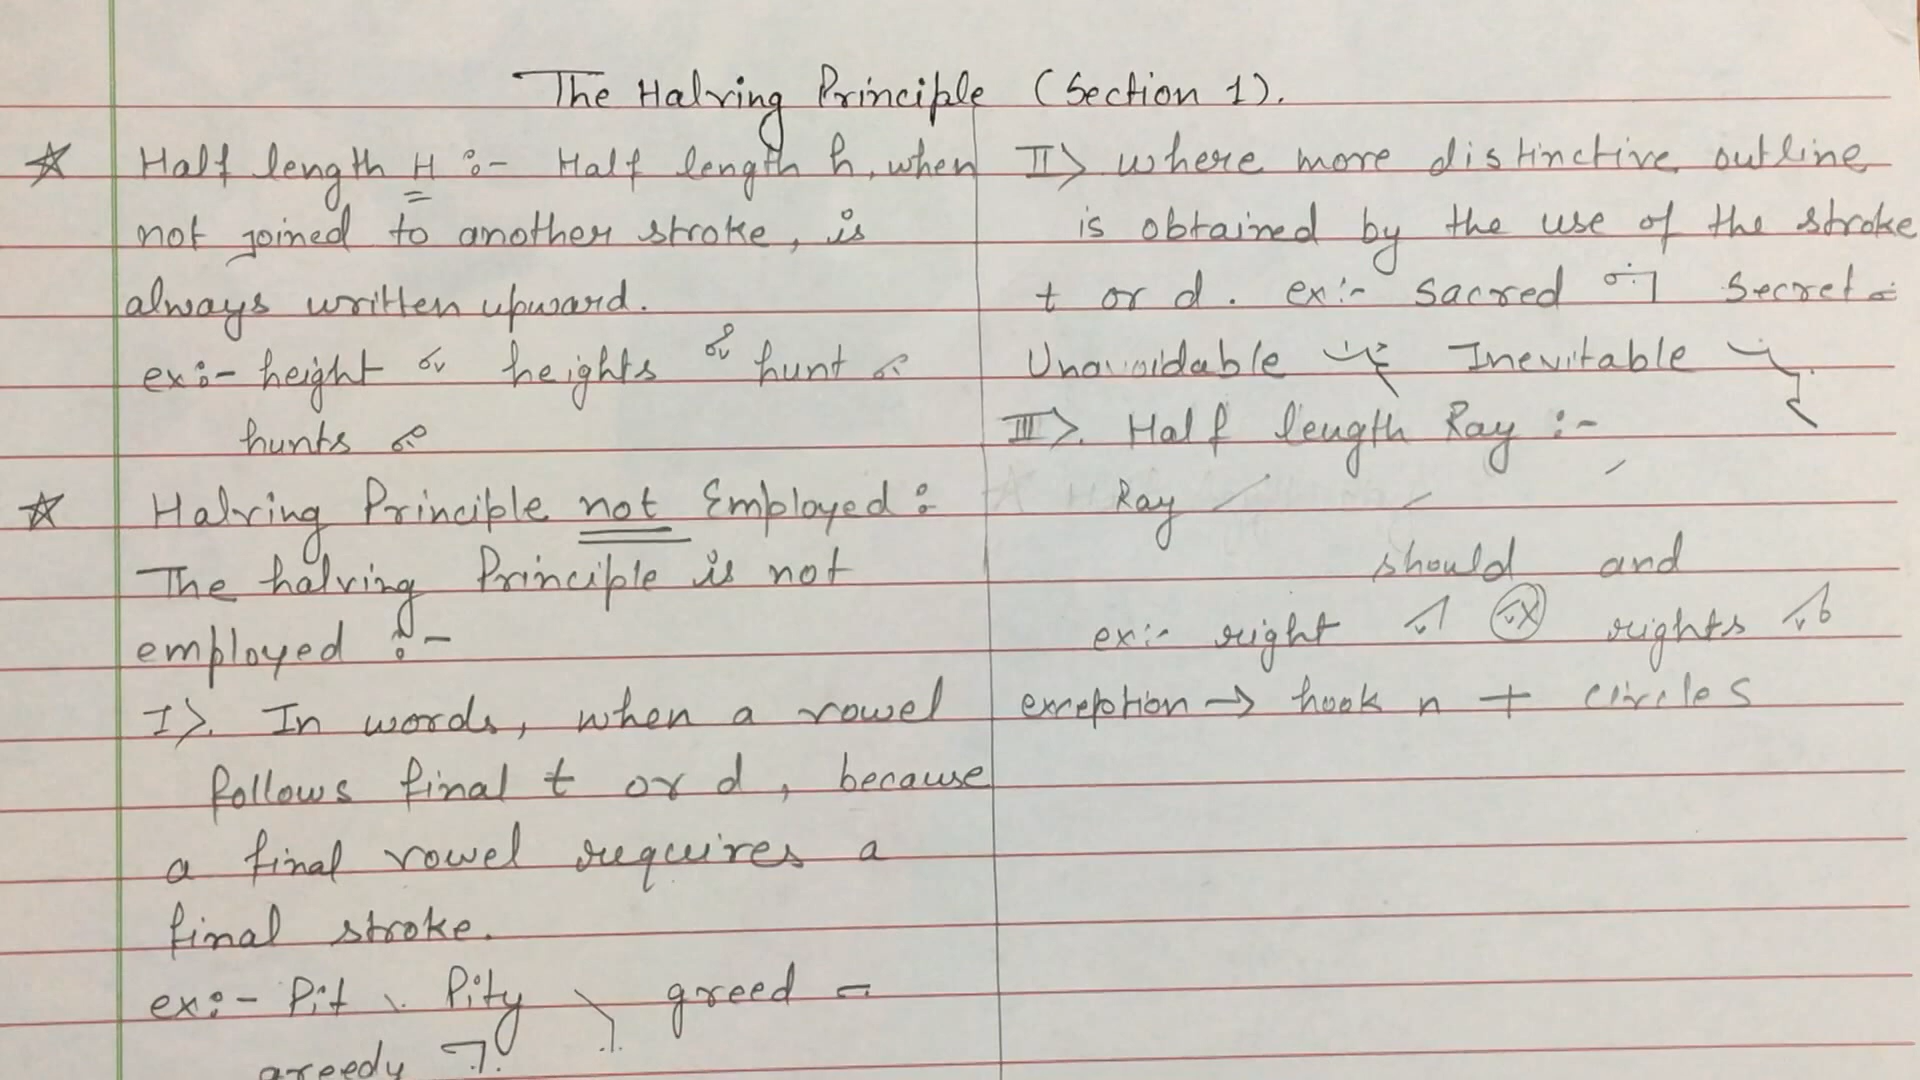 The Halving Principle (Section 1).
☆ Half length H :- Half length h, when
not joined to another stroke, is
always written upward.
ex:- height heights hunt
hunts
☆ Halving Principle not Employed :
The halving Principle is not
employed :-
I>. In words, when a vowel
follows final t or d, because
a final vowel requires a
final stroke.
ex:- Pit Pity greed
greedy
II> where more distinctive outline
is obtained by the use of the stroke
t or d. ex:- Sacred Secret
Unavoidable Inevitable
III>. Half length Ray :-
Ray
should and
ex:- right rights
exception → hook n + circle S